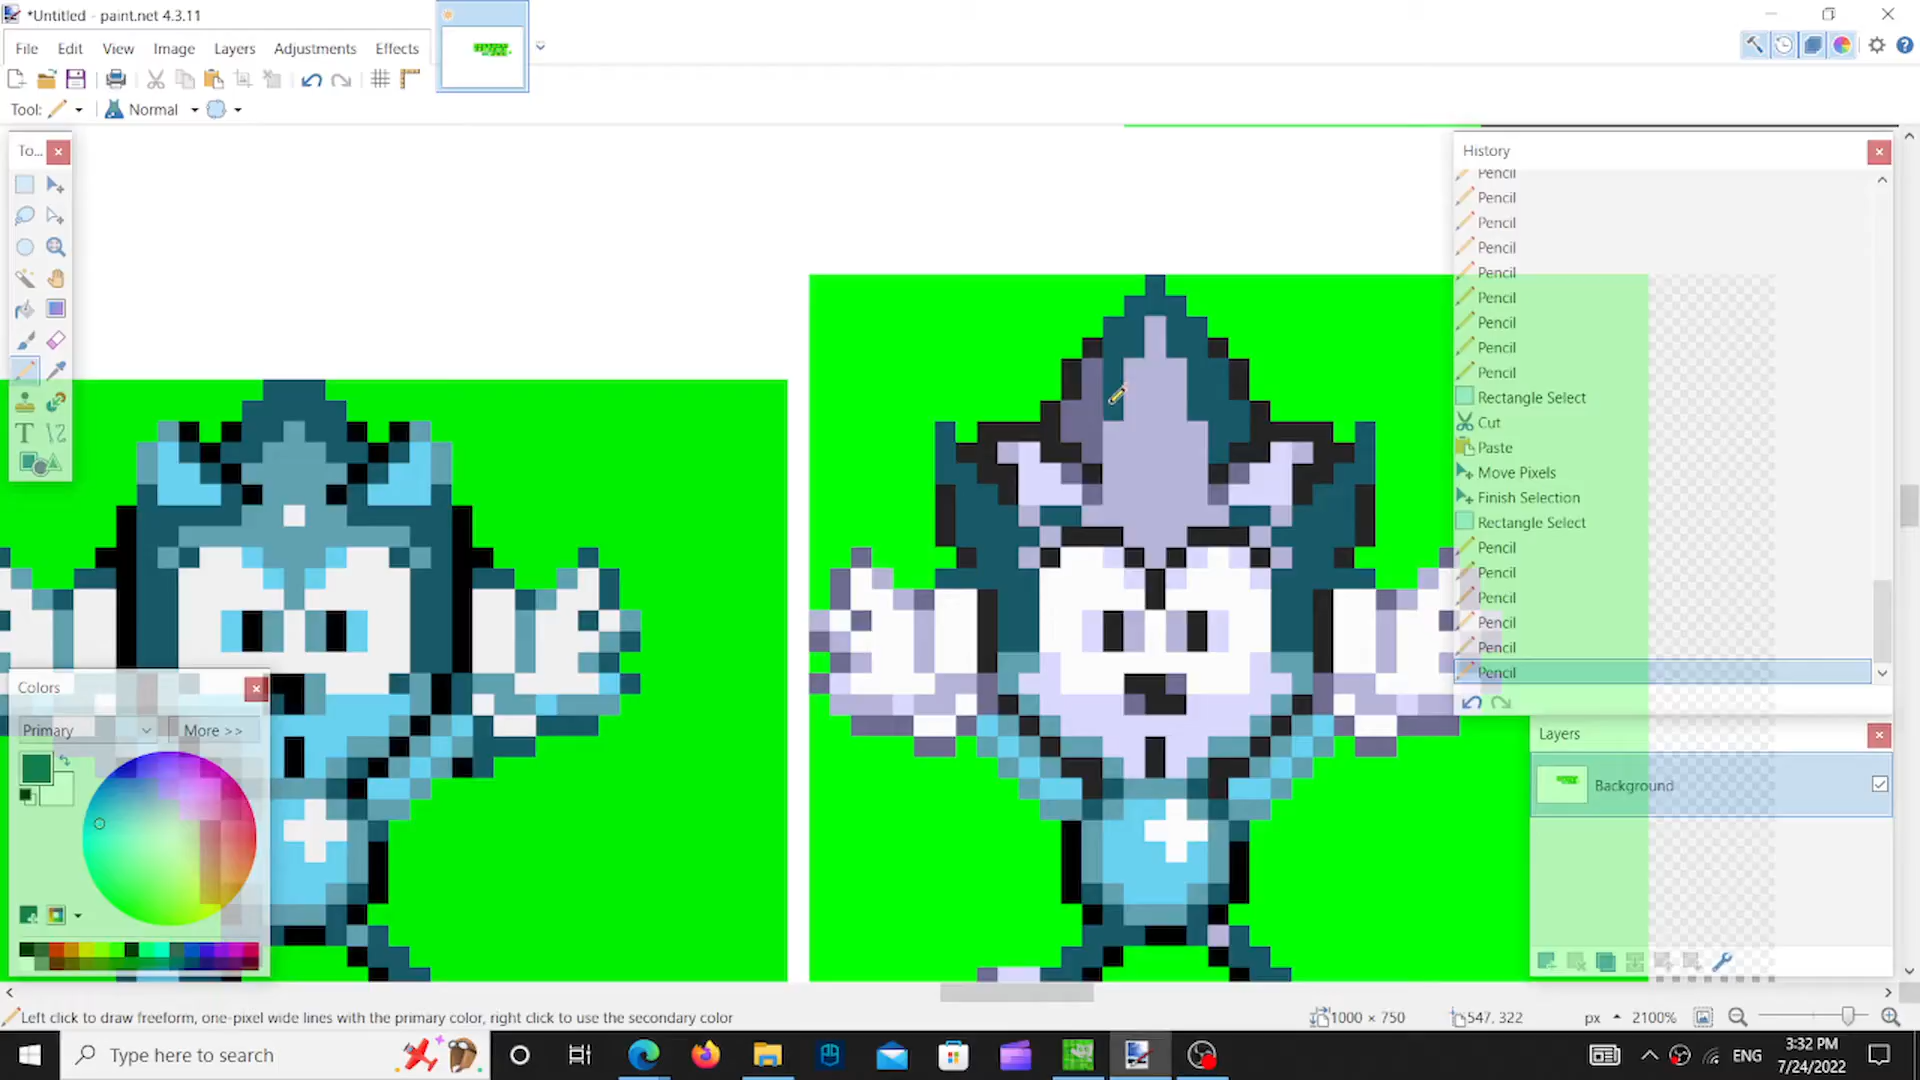 *Untitled - paint.net 4.3.11
File Edit View Image Layers Adjustments Effects
Tool: Normal
To...
History
Pencil
Pencil
Pencil
Pencil
Pencil
Pencil
Pencil
Pencil
Pencil
Rectangle Select
Cut
Paste
Move Pixels
Finish Selection
Rectangle Select
Pencil
Pencil
Pencil
Pencil
Pencil
Pencil
Colors
Primary More >>
Layers
Background
Left click to draw freeform, one-pixel wide lines with the primary color, right click to use the secondary color
1000 × 750 547, 322 px 2100%
Type here to search
ENG
3:32 PM
7/24/2022